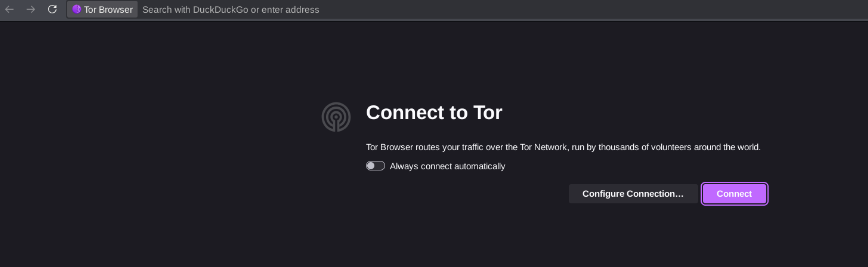 Tor Browser Search with DuckDuckGo or enter address
Connect to Tor
Tor Browser routes your traffic over the Tor Network, run by thousands of volunteers around the world.
Always connect automatically
Configure Connection... Connect